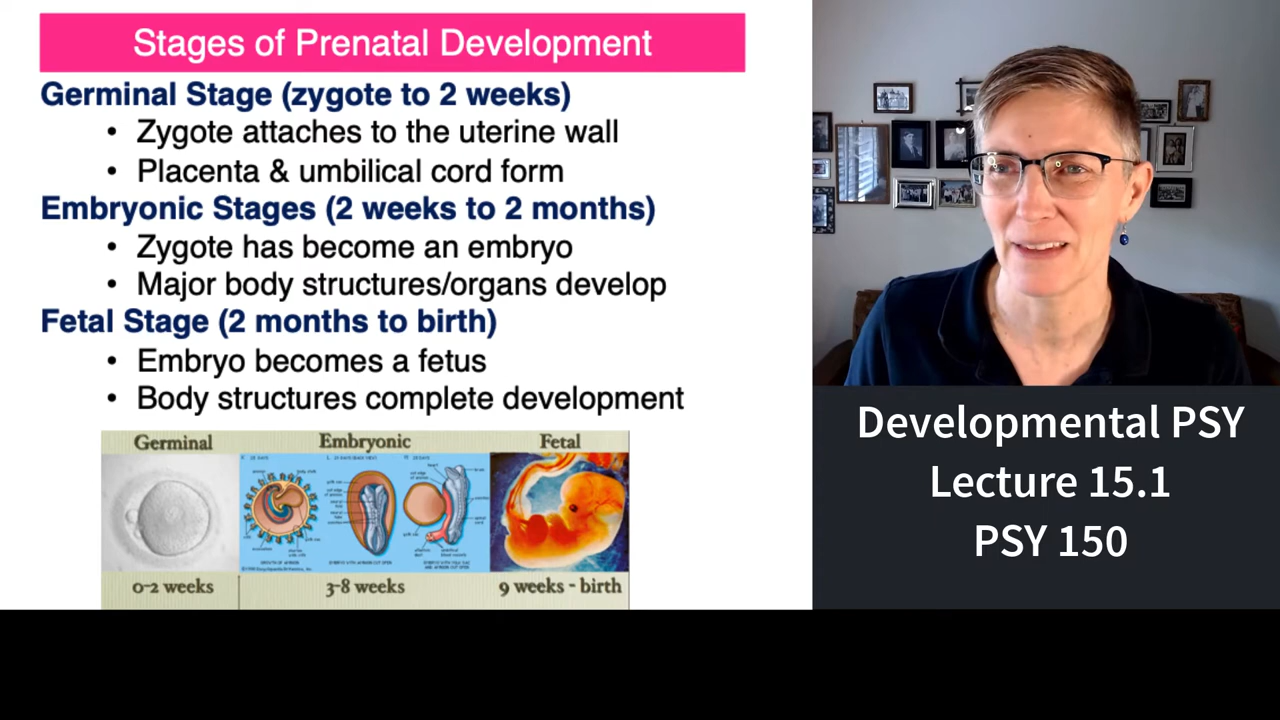 Stages of Prenatal Development
Germinal Stage (zygote to 2 weeks)
• Zygote attaches to the uterine wall
• Placenta & umbilical cord form
Embryonic Stages (2 weeks to 2 months)
• Zygote has become an embryo
• Major body structures/organs develop
Fetal Stage (2 months to birth)
• Embryo becomes a fetus
• Body structures complete development
Germinal Embryonic Fetal
0-2 weeks 3-8 weeks 9 weeks - birth
Developmental PSY
Lecture 15.1
PSY 150